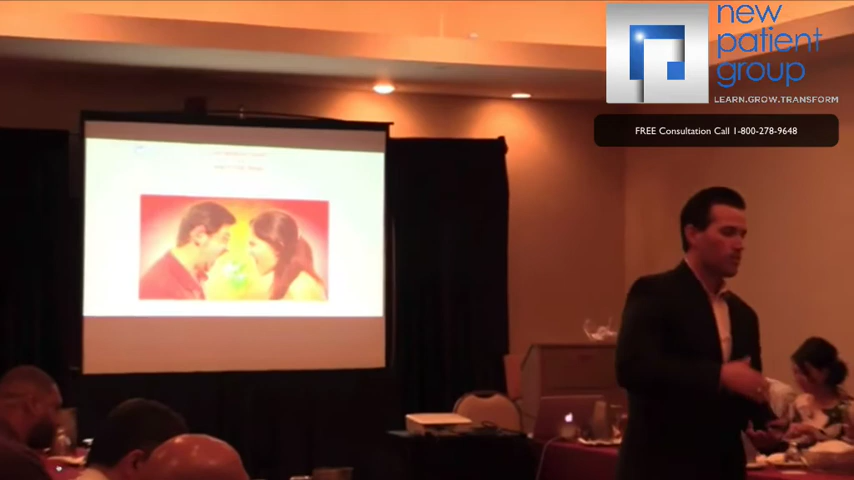 new
patient
group
LEARN.GROW.TRANSFORM
FREE Consultation Call 1-800-278-9648